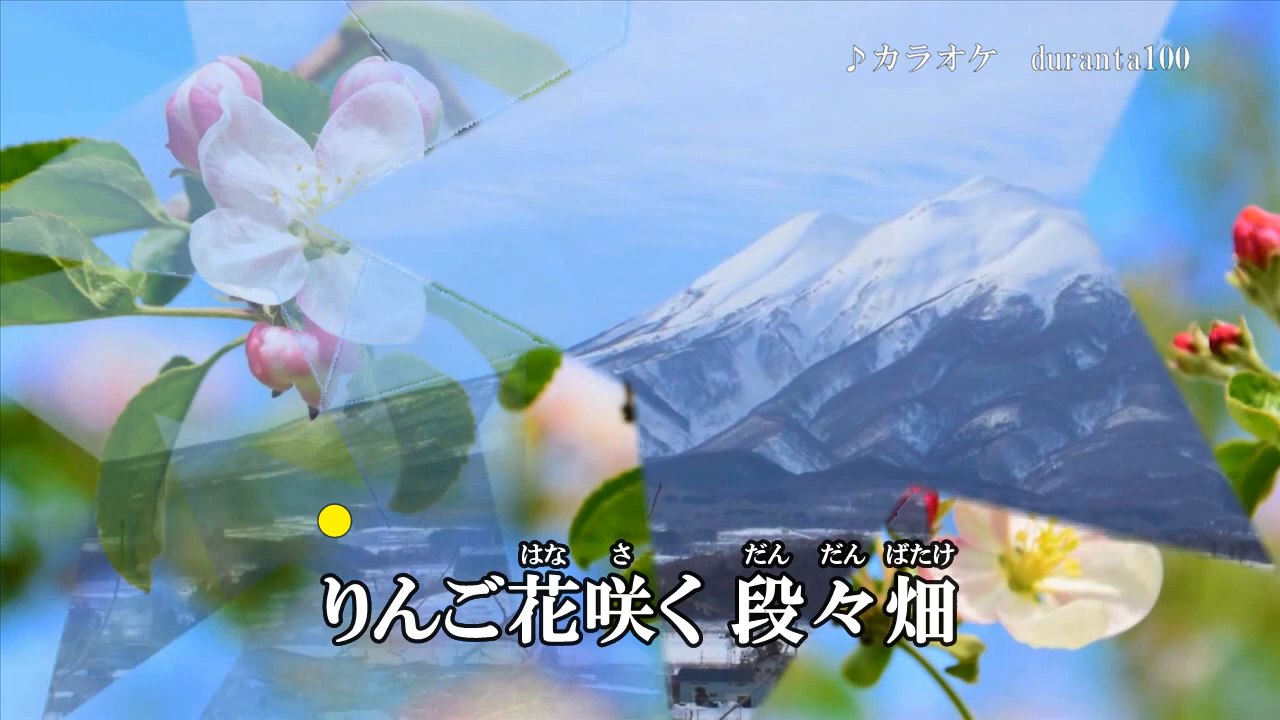 ♪カラオケ　duranta100
はな さ だん だん ばたけ
りんご花咲く 段々畑